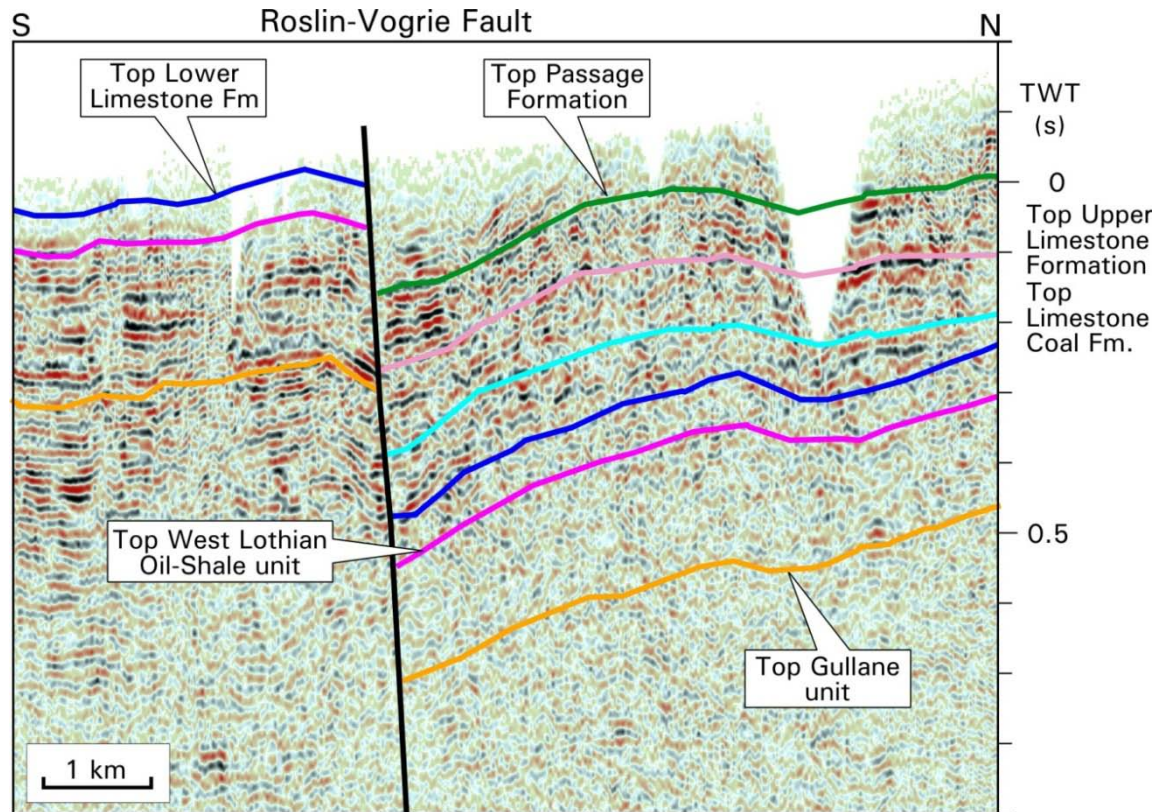 S
Roslin-Vogrie Fault
N
Top Lower
Limestone Fm
Top Passage
Formation
TWT
(s)
0
Top Upper
Limestone
Formation
Top
Limestone
Coal Fm.
0.5
Top West Lothian
Oil-Shale unit
Top Gullane
unit
1 km